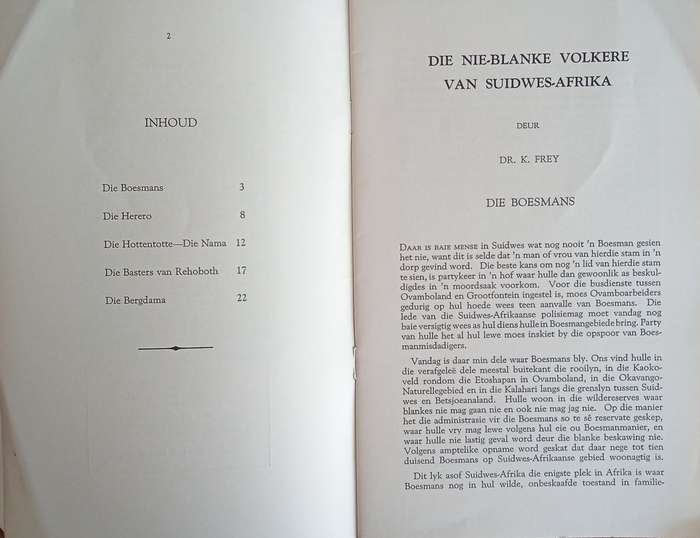 2
INHOUD
Die Boesmans 3
Die Herero 8
Die Hottentotte—Die Nama 12
Die Basters van Rehoboth 17
Die Bergdama 22
DIE NIE-BLANKE VOLKERE
VAN SUIDWES-AFRIKA
DEUR
DR. K. FREY
DIE BOESMANS
DAAR IS BAIE MENSE in Suidwes wat nog nooit 'n Boesman gesien
het nie, want dit is selde dat 'n man of vrou van hierdie stam in 'n
dorp gevind word. Die beste kans om nog 'n lid van hierdie stam
te sien, is partykeer in 'n hof waar hulle dan gewoonlik as beskul-
digdes in 'n moordsaak voorkom. Voor die busdienste tussen
Ovamboland en Grootfontein ingestel is, moes Ovamboarbeiders
gedurig op hul hoede wees teen aanvalle van Boesmans. Die
lede van die Suidwes-Afrikaanse polisiemag moet vandag nog
baie versigtig wees as hul diens hulle in Boesmangebiede bring. Party
van hulle het al hul lewe moes inskiet by die opspoor van Boes-
manmisdadigers.
Vandag is daar min dele waar Boesmans bly. Ons vind hulle in
die verafgeleë dele meestal buitekant die rooilyn, in die Kaoko-
veld rondom die Etoshapan in Ovamboland, in die Okavango-
Naturellegebied en in die Kalahari langs die grenslyn tussen Suid-
wes en Betsjoeanaland. Hulle woon in die wildereserves waar
blankes nie mag gaan nie en ook nie mag jag nie. Op die manier
het die administrasie vir die Boesmans so te sê reservate geskep,
waar hulle vry mag lewe volgens hul eie ou Boesmanmanier, en
waar hulle nie lastig geval word deur die blanke beskawing nie.
Volgens amptelike opname word geskat dat daar nege tot tien
duisend Boesmans op Suidwes-Afrikaanse gebied woonagtig is.
Dit lyk asof Suidwes-Afrika die enigste plek in Afrika is waar
Boesmans nog in hul wilde, onbeskaafde toestand in familie-